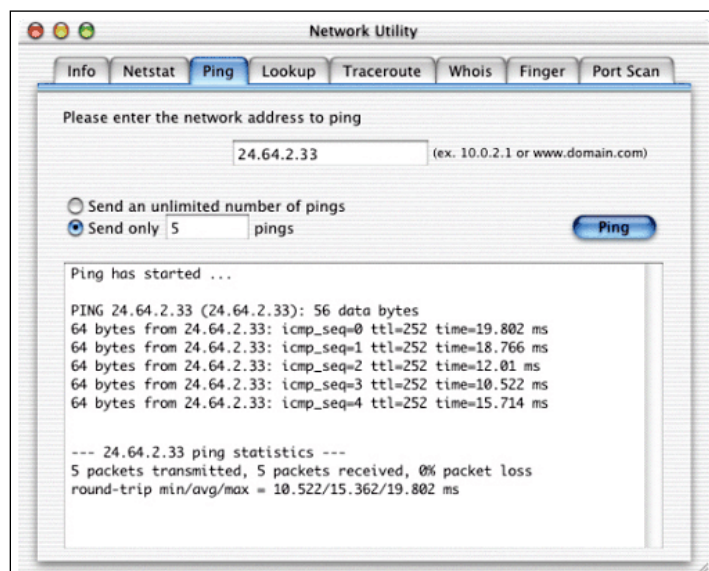 Network Utility
Info Netstat Ping Lookup Traceroute Whois Finger Port Scan
Please enter the network address to ping
24.64.2.33 (ex. 10.0.2.1 or www.domain.com)
Send an unlimited number of pings
Send only 5 pings
Ping
Ping has started ...
PING 24.64.2.33 (24.64.2.33): 56 data bytes
64 bytes from 24.64.2.33: icmp_seq=0 ttl=252 time=19.802 ms
64 bytes from 24.64.2.33: icmp_seq=1 ttl=252 time=18.766 ms
64 bytes from 24.64.2.33: icmp_seq=2 ttl=252 time=12.01 ms
64 bytes from 24.64.2.33: icmp_seq=3 ttl=252 time=10.522 ms
64 bytes from 24.64.2.33: icmp_seq=4 ttl=252 time=15.714 ms
--- 24.64.2.33 ping statistics ---
5 packets transmitted, 5 packets received, 0% packet loss
round-trip min/avg/max = 10.522/15.362/19.802 ms